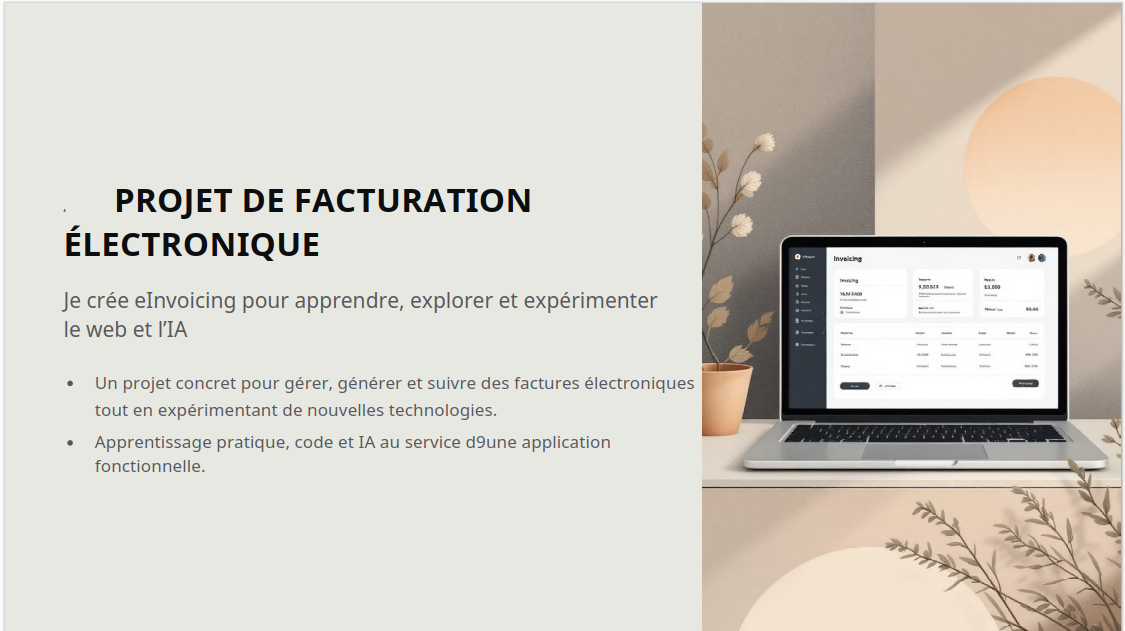 PROJET DE FACTURATION
ÉLECTRONIQUE
Je crée eInvoicing pour apprendre, explorer et expérimenter
le web et l’IA
• Un projet concret pour gérer, générer et suivre des factures électroniques
tout en expérimentant de nouvelles technologies.
• Apprentissage pratique, code et IA au service d9une application
fonctionnelle.
Invoicing
Invoicing